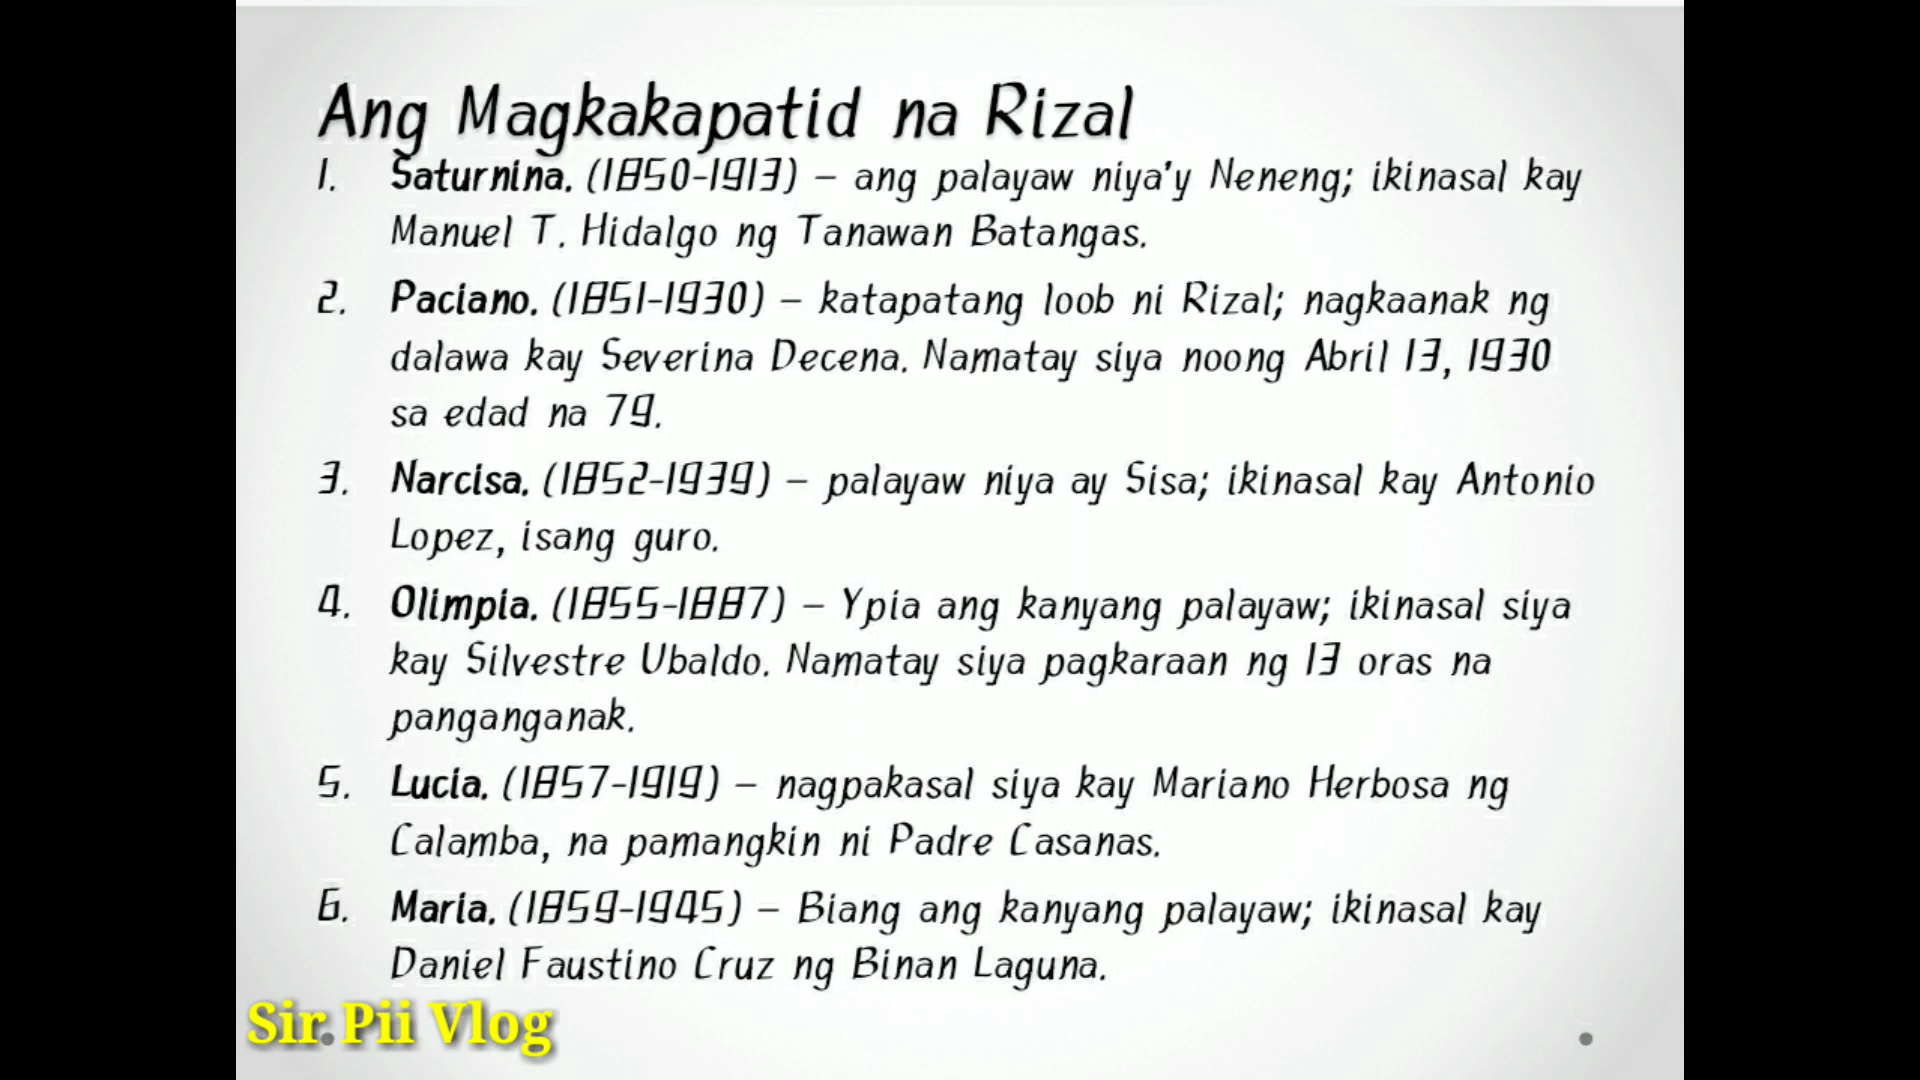 Ang Magkakapatid na Rizal
1. Saturnina. (1850-1913) – ang palayaw niya'y Neneng; ikinasal kay
Manuel T. Hidalgo ng Tanawan Batangas.
2. Paciano. (1851-1930) – katapatang loob ni Rizal; nagkaanak ng
dalawa kay Severina Decena. Namatay siya noong Abril 13, 1930
sa edad na 79.
3. Narcisa. (1852-1939) – palayaw niya ay Sisa; ikinasal kay Antonio
Lopez, isang guro.
4. Olimpia. (1855-1887) – Ypia ang kanyang palayaw; ikinasal siya
kay Silvestre Ubaldo. Namatay siya pagkaraan ng 13 oras na
panganganak.
5. Lucia. (1857-1919) – nagpakasal siya kay Mariano Herbosa ng
Calamba, na pamangkin ni Padre Casanas.
6. Maria. (1859-1945) – Biang ang kanyang palayaw; ikinasal kay
Daniel Faustino Cruz ng Binan Laguna.
Sir Pii Vlog